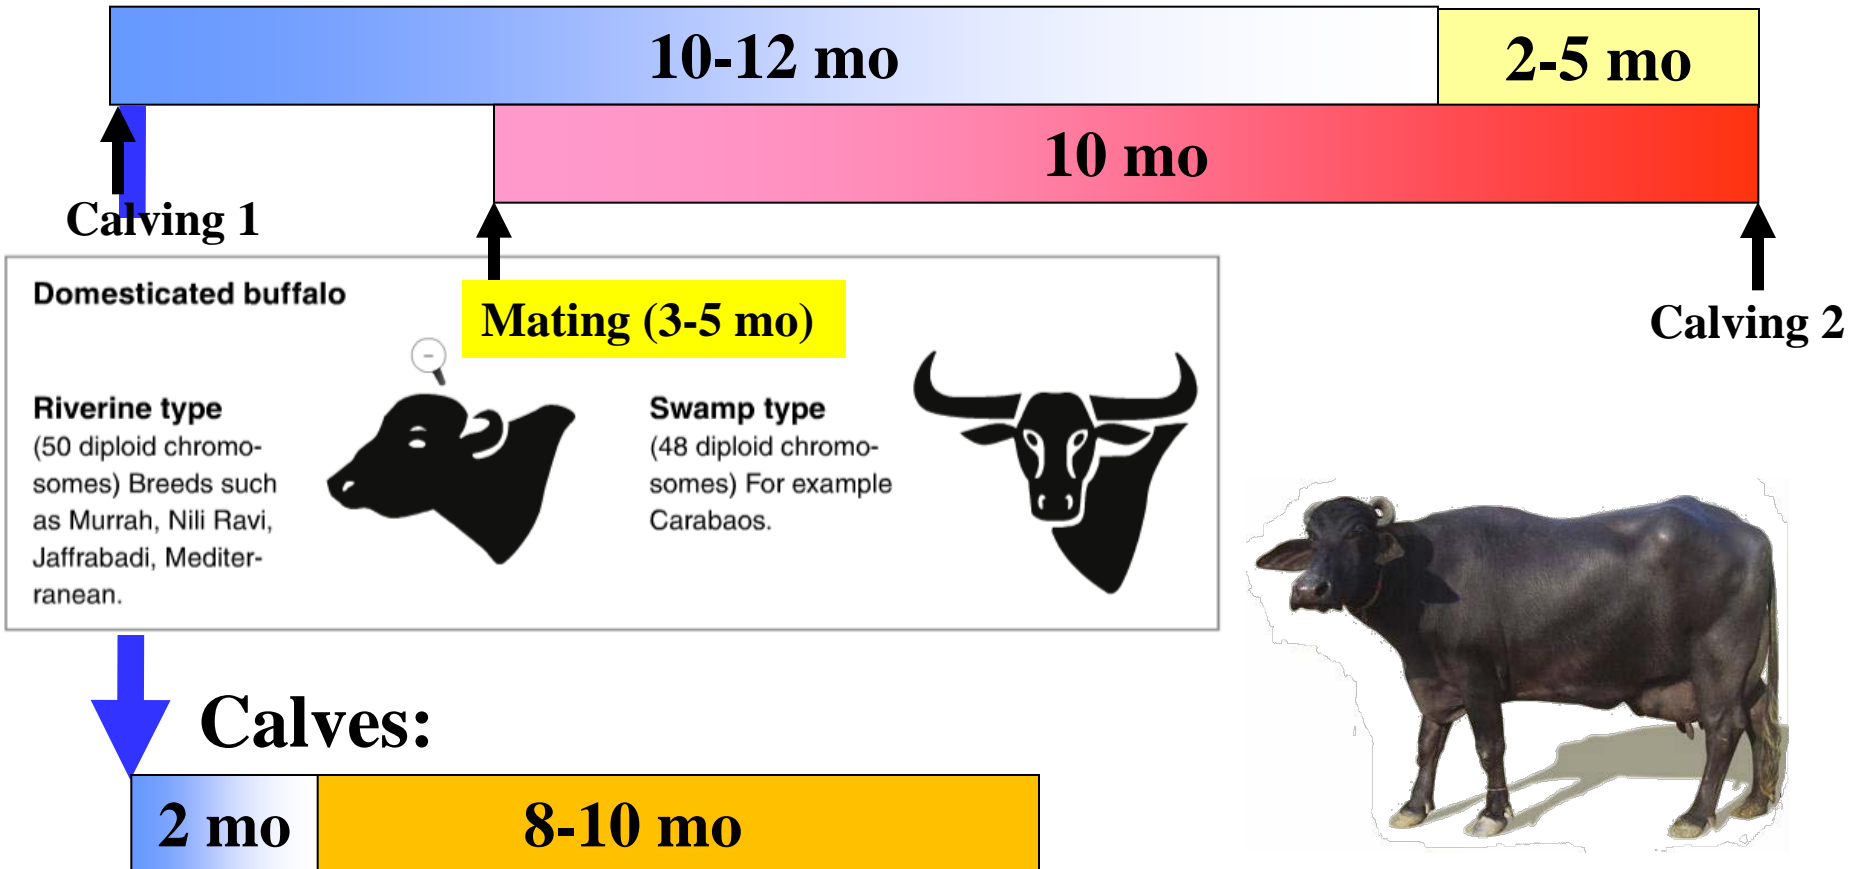 10-12 mo
2-5 mo
10 mo
Calving 1
Mating (3-5 mo)
Calving 2
Domesticated buffalo
Riverine type
(50 diploid chromo-
somes) Breeds such
as Murrah, Nili Ravi,
Jaffrabadi, Mediter-
ranean.
Swamp type
(48 diploid chromo-
somes) For example
Carabaos.
Calves:
2 mo
8-10 mo